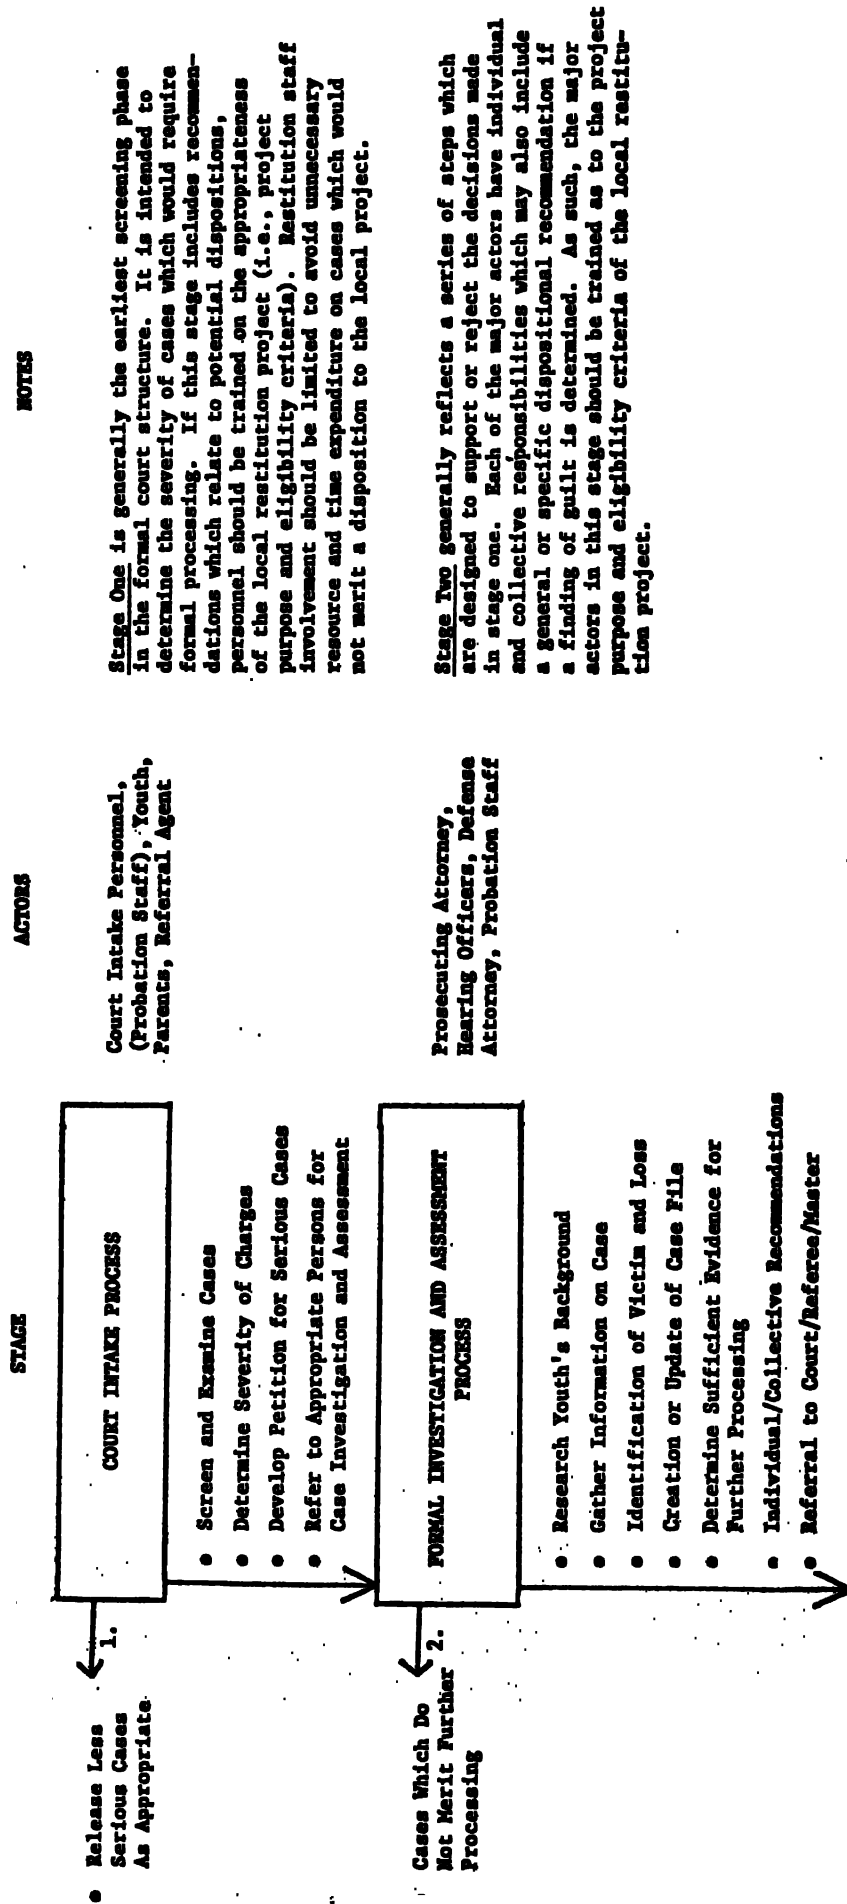 STAGE
ACTORS
NOTES
● Release Less
Serious Cases
As Appropriate
1.
COURT INTAKE PROCESS
● Screen and Examine Cases
● Determine Severity of Charges
● Develop Petition for Serious Cases
● Refer to Appropriate Persons for
Case Investigation and Assessment
Court Intake Personnel,
(Probation Staff), Youth,
Parents, Referral Agent
Stage One is generally the earliest screening phase
in the formal court structure. It is intended to
determine the severity of cases which would require
formal processing. If this stage includes recommen-
dations which relate to potential dispositions,
personnel should be trained on the appropriateness
of the local restitution project (i.e., project
purpose and eligibility criteria). Restitution staff
involvement should be limited to avoid unnecessary
resource and time expenditure on cases which would
not merit a disposition to the local project.
Cases Which Do
Not Merit Further
Processing
2.
FORMAL INVESTIGATION AND ASSESSMENT
PROCESS
● Research Youth's Background
● Gather Information on Case
● Identification of Victim and Loss
● Creation or Update of Case File
● Determine Sufficient Evidence for
Further Processing
● Individual/Collective Recommendations
● Referral to Court/Referee/Master
Prosecuting Attorney,
Hearing Officers, Defense
Attorney, Probation Staff
Stage Two generally reflects a series of steps which
are designed to support or reject the decisions made
in stage one. Each of the major actors have individual
and collective responsibilities which may also include
a general or specific dispositional recommendation if
a finding of guilt is determined. As such, the major
actors in this stage should be trained as to the project
purpose and eligibility criteria of the local restitu-
tion project.